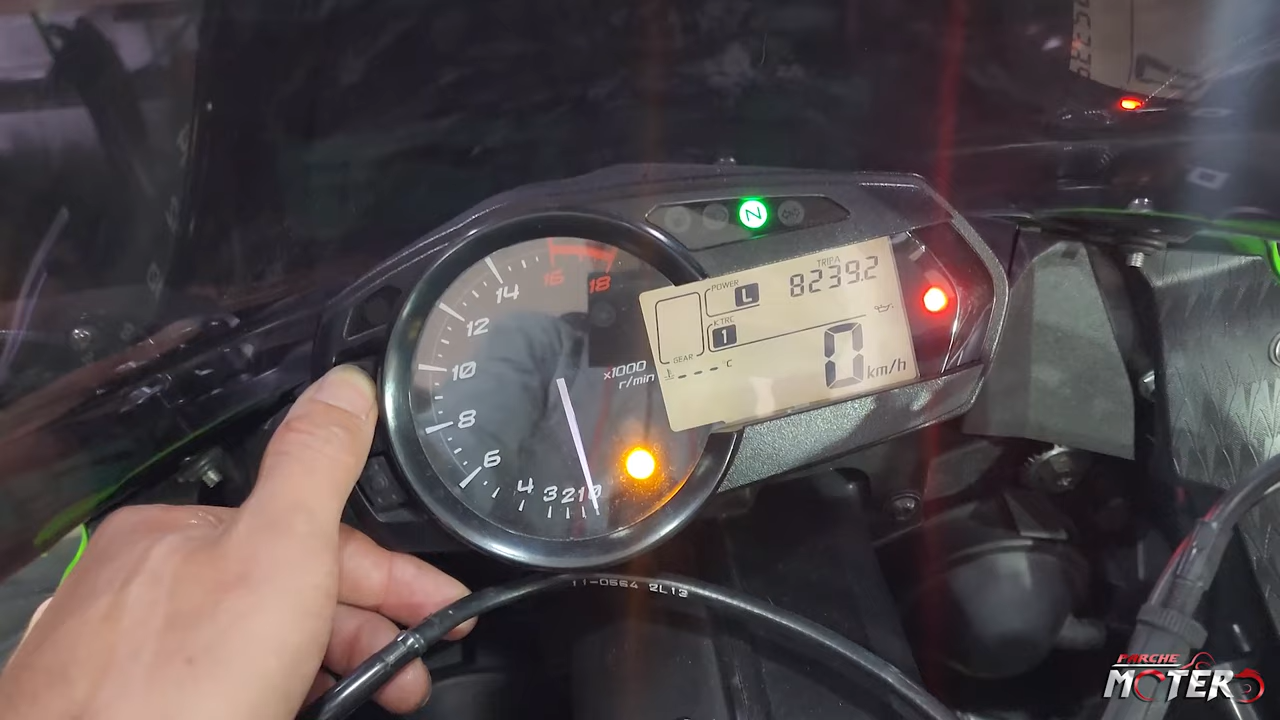 N
TRIP A
8239.2
POWER
L
KTRC
1
GEAR
- - - - °C
0 km/h
18
16
14
12
10
8
6
4
3
2
1
0
x1000
r/min
11-0564 2L13
PARCHE
MOTERO